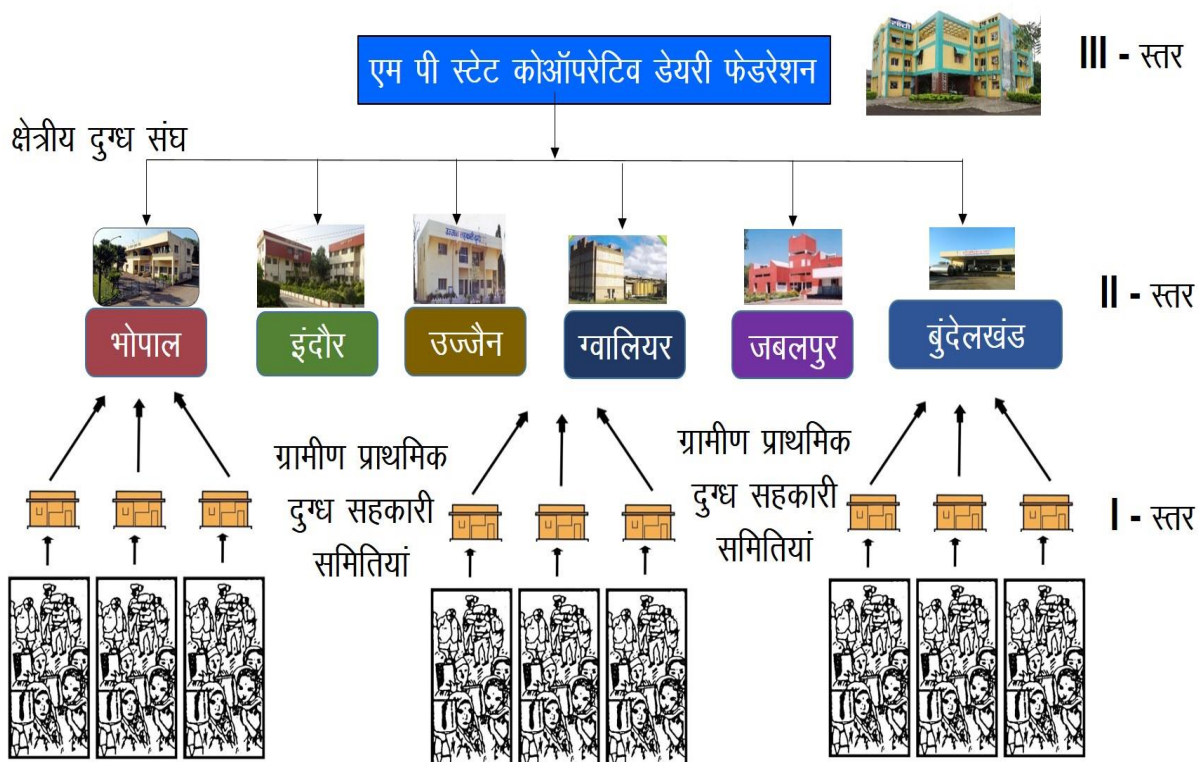 एम पी स्टेट कोऑपरेटिव डेयरी फेडरेशन
III - स्तर
क्षेत्रीय दुग्ध संघ
भोपाल
इंदौर
उज्जैन
ग्वालियर
जबलपुर
बुंदेलखंड
II - स्तर
ग्रामीण प्राथमिक
दुग्ध सहकारी
समितियां
ग्रामीण प्राथमिक
दुग्ध सहकारी
समितियां
I - स्तर